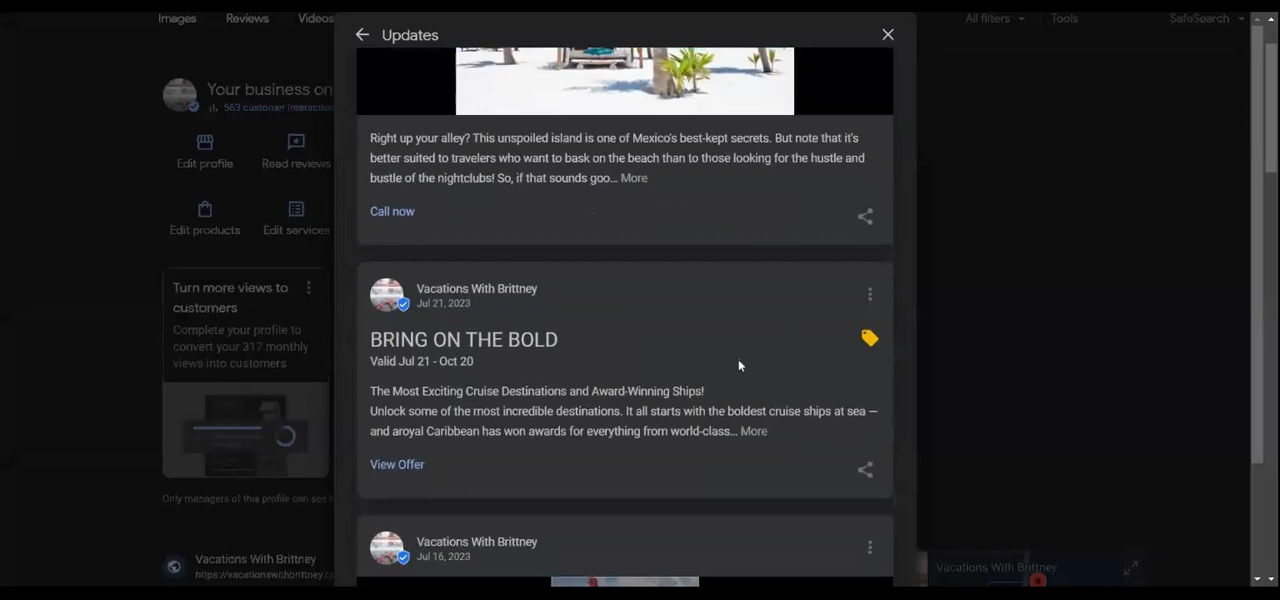 Images Reviews Videos All filters Tools SafeSearch
Updates
Your business on
563 customer interaction
Edit profile Read reviews
Edit products Edit services
Turn more views to
customers
Complete your profile to
convert your 317 monthly
views into customers
Only managers of this profile can see t
Vacations With Brittney
https://vacationswithbrittney.co
Right up your alley? This unspoiled island is one of Mexico's best-kept secrets. But note that it's
better suited to travelers who want to bask on the beach than to those looking for the hustle and
bustle of the nightclubs! So, if that sounds goo... More
Call now
Vacations With Brittney
Jul 21, 2023
BRING ON THE BOLD
Valid Jul 21 - Oct 20
The Most Exciting Cruise Destinations and Award-Winning Ships!
Unlock some of the most incredible destinations. It all starts with the boldest cruise ships at sea —
and aroyal Caribbean has won awards for everything from world-class... More
View Offer
Vacations With Brittney
Jul 16, 2023
Vacations With Brittney